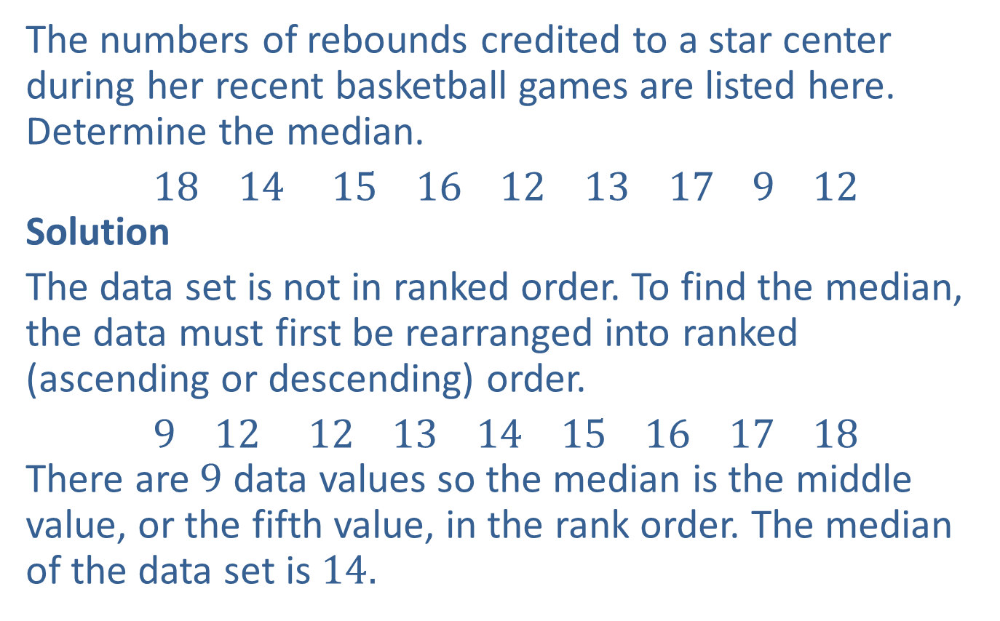 The numbers of rebounds credited to a star center
during her recent basketball games are listed here.
Determine the median.
18 14 15 16 12 13 17 9 12
Solution
The data set is not in ranked order. To find the median,
the data must first be rearranged into ranked
(ascending or descending) order.
9 12 12 13 14 15 16 17 18
There are 9 data values so the median is the middle
value, or the fifth value, in the rank order. The median
of the data set is 14.